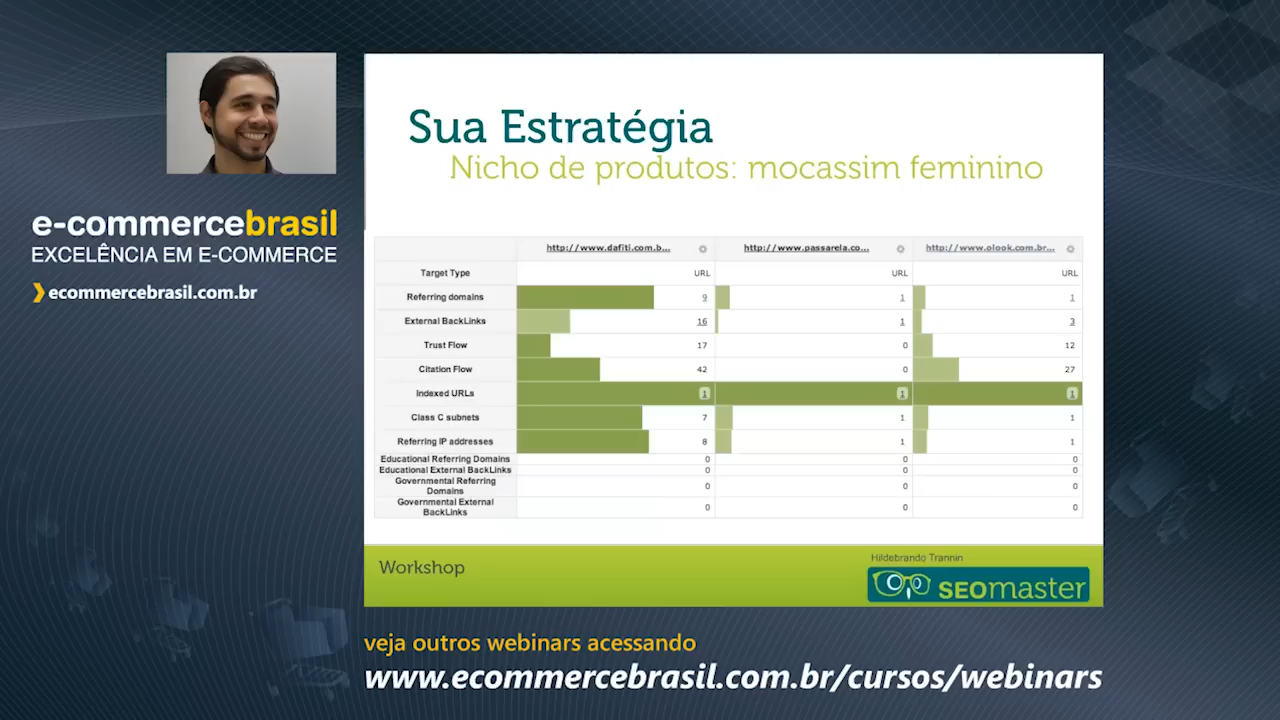 e-commercebrasil
EXCELÊNCIA EM E-COMMERCE
ecommercebrasil.com.br
Sua Estratégia
Nicho de produtos: mocassim feminino
http://www.dafiti.com.b... http://www.passarela.co... http://www.olook.com.br...
Target Type URL URL URL
Referring domains 9 1 1
External BackLinks 16 1 3
Trust Flow 17 0 12
Citation Flow 42 0 27
Indexed URLs 1 1 1
Class C subnets 7 1 1
Referring IP addresses 8 1 1
Educational Referring Domains 0 0 0
Educational External BackLinks 0 0 0
Governmental Referring
Domains 0 0 0
Governmental External
BackLinks 0 0 0
Workshop
Hildebrando Trannin
SEOmaster
veja outros webinars acessando
www.ecommercebrasil.com.br/cursos/webinars